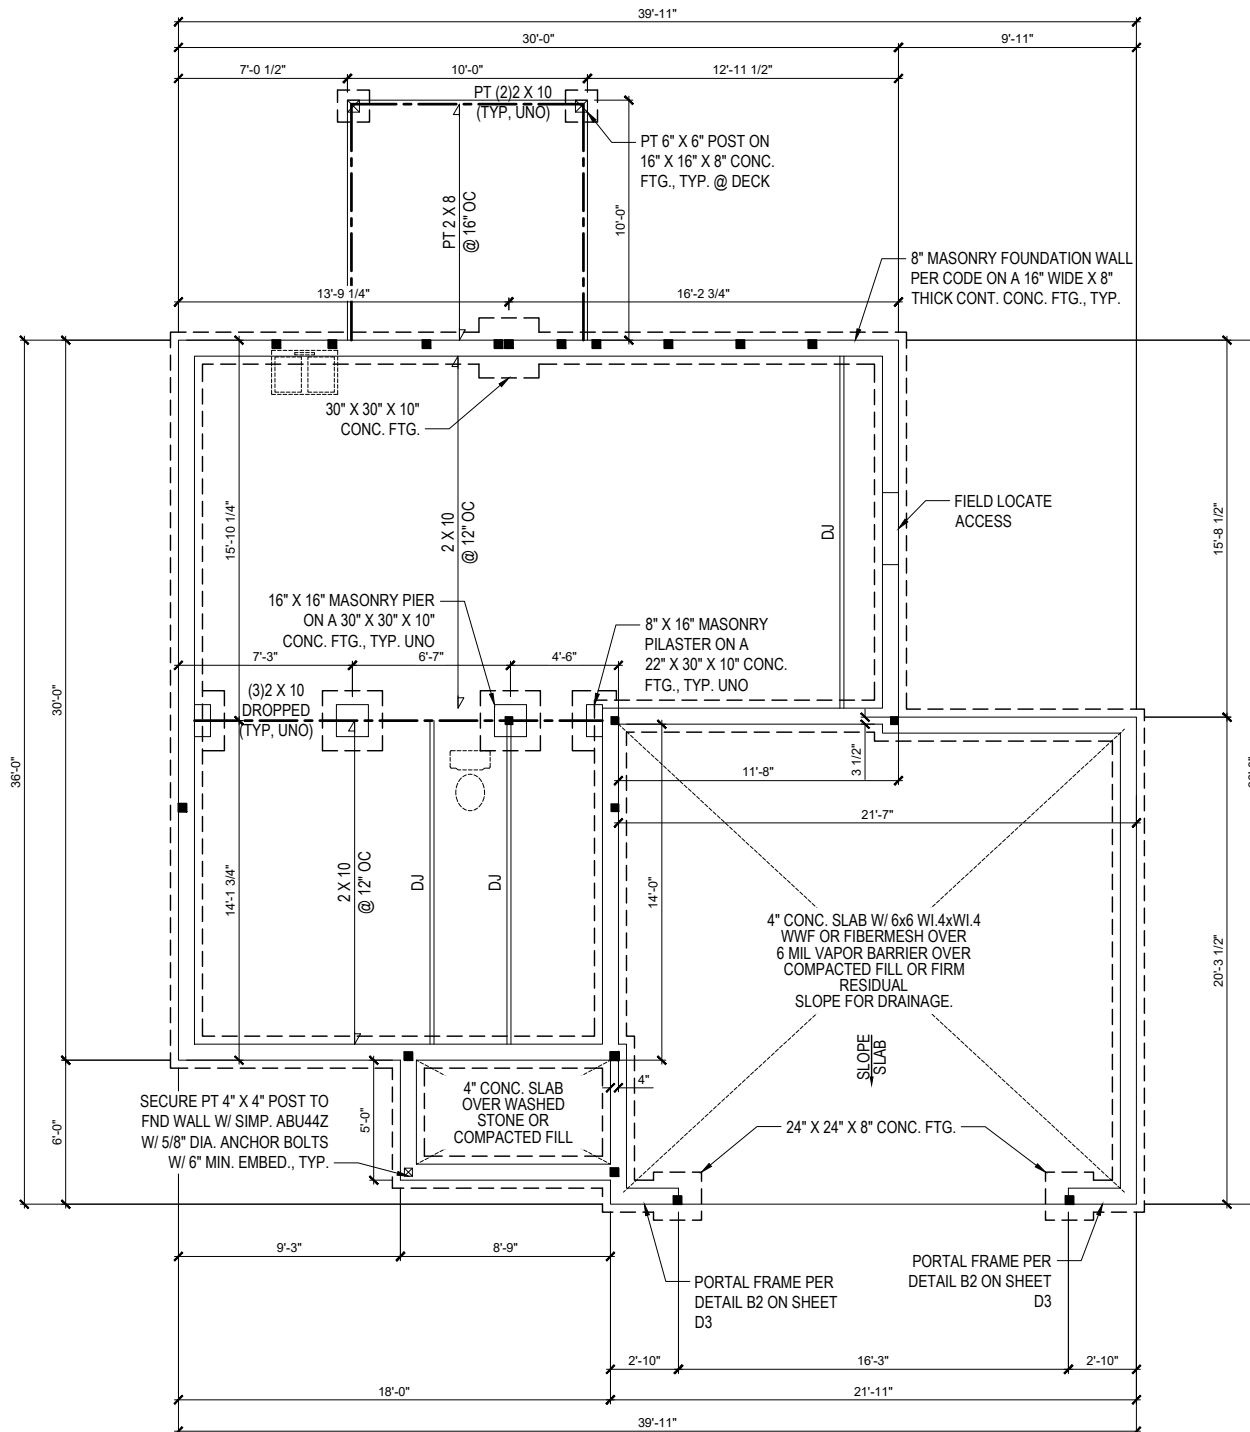 39'-11"
30'-0"
9'-11"
7'-0 1/2"
10'-0"
12'-11 1/2"
PT (2)2 X 10
(TYP, UNO)
PT 6" X 6" POST ON
16" X 16" X 8" CONC.
FTG., TYP. @ DECK
PT 2 X 8
@ 16" OC
10'-0"
8" MASONRY FOUNDATION WALL
PER CODE ON A 16" WIDE X 8"
THICK CONT. CONC. FTG., TYP.
13'-9 1/4"
16'-2 3/4"
30" X 30" X 10"
CONC. FTG.
FIELD LOCATE
ACCESS
15'-10 1/4"
2 X 10
@ 12" OC
DJ
15'-8 1/2"
16" X 16" MASONRY PIER
ON A 30" X 30" X 10"
CONC. FTG., TYP. UNO
8" X 16" MASONRY
PILASTER ON A
22" X 30" X 10" CONC.
FTG., TYP. UNO
7'-3"
6'-7"
4'-6"
(3)2 X 10
DROPPED
(TYP, UNO)
30'-0"
36'-0"
3 1/2"
11'-8"
21'-7"
14'-1 3/4"
2 X 10
@ 12" OC
DJ
DJ
14'-0"
4" CONC. SLAB W/ 6x6 WI.4xWI.4
WWF OR FIBERMESH OVER
6 MIL VAPOR BARRIER OVER
COMPACTED FILL OR FIRM
RESIDUAL
SLOPE FOR DRAINAGE.
20'-3 1/2"
SLOPE
SLAB
4"
4" CONC. SLAB
OVER WASHED
STONE OR
COMPACTED FILL
SECURE PT 4" X 4" POST TO
FND WALL W/ SIMP. ABU44Z
W/ 5/8" DIA. ANCHOR BOLTS
W/ 6" MIN. EMBED., TYP.
5'-0"
6'-0"
24" X 24" X 8" CONC. FTG.
9'-3"
8'-9"
PORTAL FRAME PER
DETAIL B2 ON SHEET
D3
PORTAL FRAME PER
DETAIL B2 ON SHEET
D3
2'-10"
16'-3"
2'-10"
18'-0"
21'-11"
39'-11"